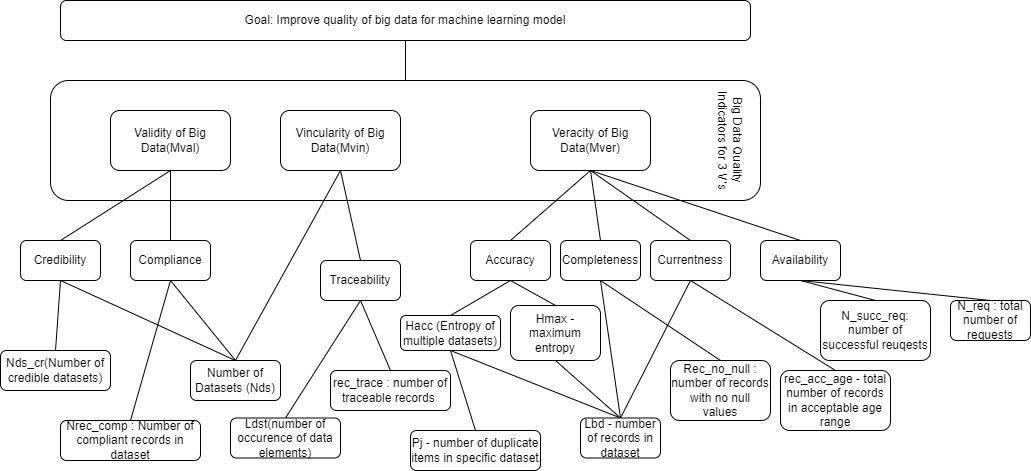 Goal: Improve quality of big data for machine learning model
Big Data Quality
Indicators for 3 V's
Validity of Big
Data(Mval)
Vincularity of Big
Data(Mvin)
Veracity of Big
Data(Mver)
Credibility
Compliance
Traceability
Accuracy
Completeness
Currentness
Availability
Nds_cr(Number of
credible datasets)
Number of
Datasets (Nds)
Nrec_comp : Number of
compliant records in
dataset
Ldst(number of
occurence of data
elements)
rec_trace : number of
traceable records
Hacc (Entropy of
multiple datasets)
Hmax -
maximum
entropy
Pj - number of duplicate
items in specific dataset
Lbd - number
of records in
dataset
Rec_no_null :
number of records
with no null
values
rec_acc_age - total
number of records
in acceptable age
range
N_succ_req:
number of
successful reuqests
N_req : total
number of
requests